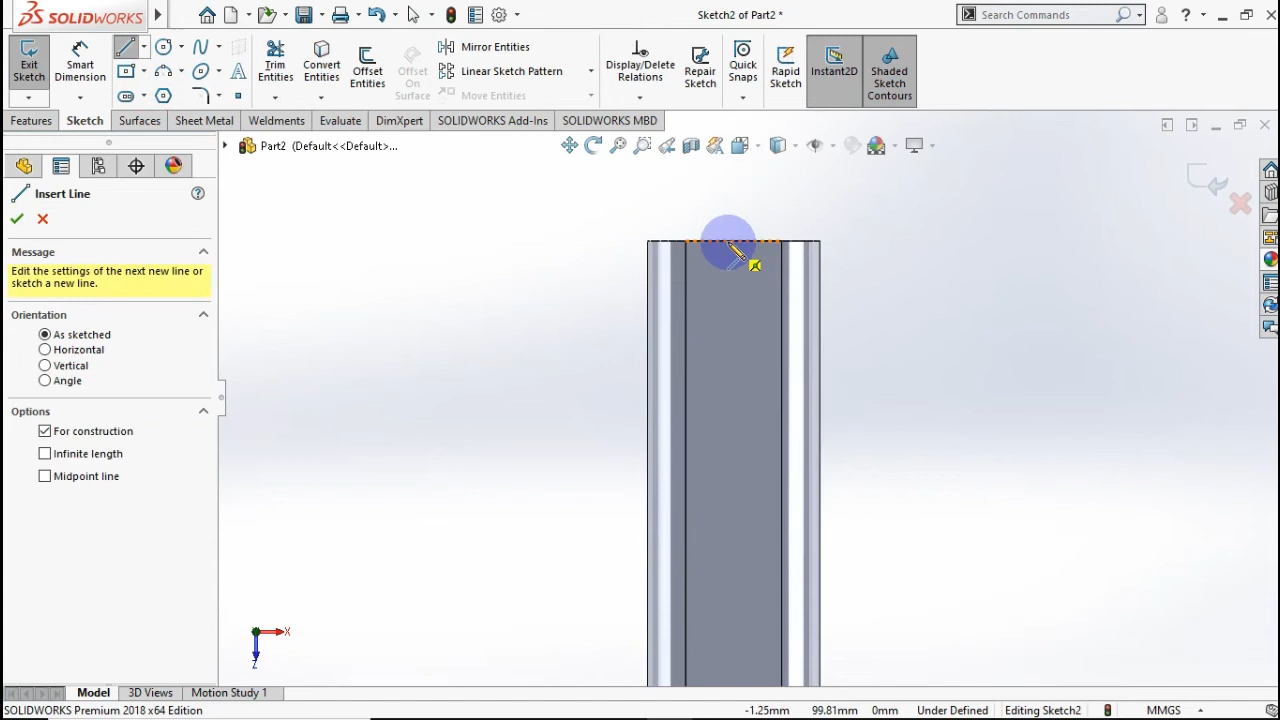 SOLIDWORKS
Sketch2 of Part2 *
Search Commands
Exit Sketch
Smart Dimension
Trim Entities
Convert Entities
Offset Entities
Offset On Surface
Mirror Entities
Linear Sketch Pattern
Move Entities
Display/Delete Relations
Repair Sketch
Quick Snaps
Rapid Sketch
Instant2D
Shaded Sketch Contours
Features Sketch Surfaces Sheet Metal Weldments Evaluate DimXpert SOLIDWORKS Add-Ins SOLIDWORKS MBD
Part2 (Default<<Default>...
Insert Line
Message
Edit the settings of the next new line or
sketch a new line.
Orientation
As sketched
Horizontal
Vertical
Angle
Options
For construction
Infinite length
Midpoint line
X
Z
Model 3D Views Motion Study 1
SOLIDWORKS Premium 2018 x64 Edition -1.25mm 99.81mm 0mm Under Defined Editing Sketch2 MMGS